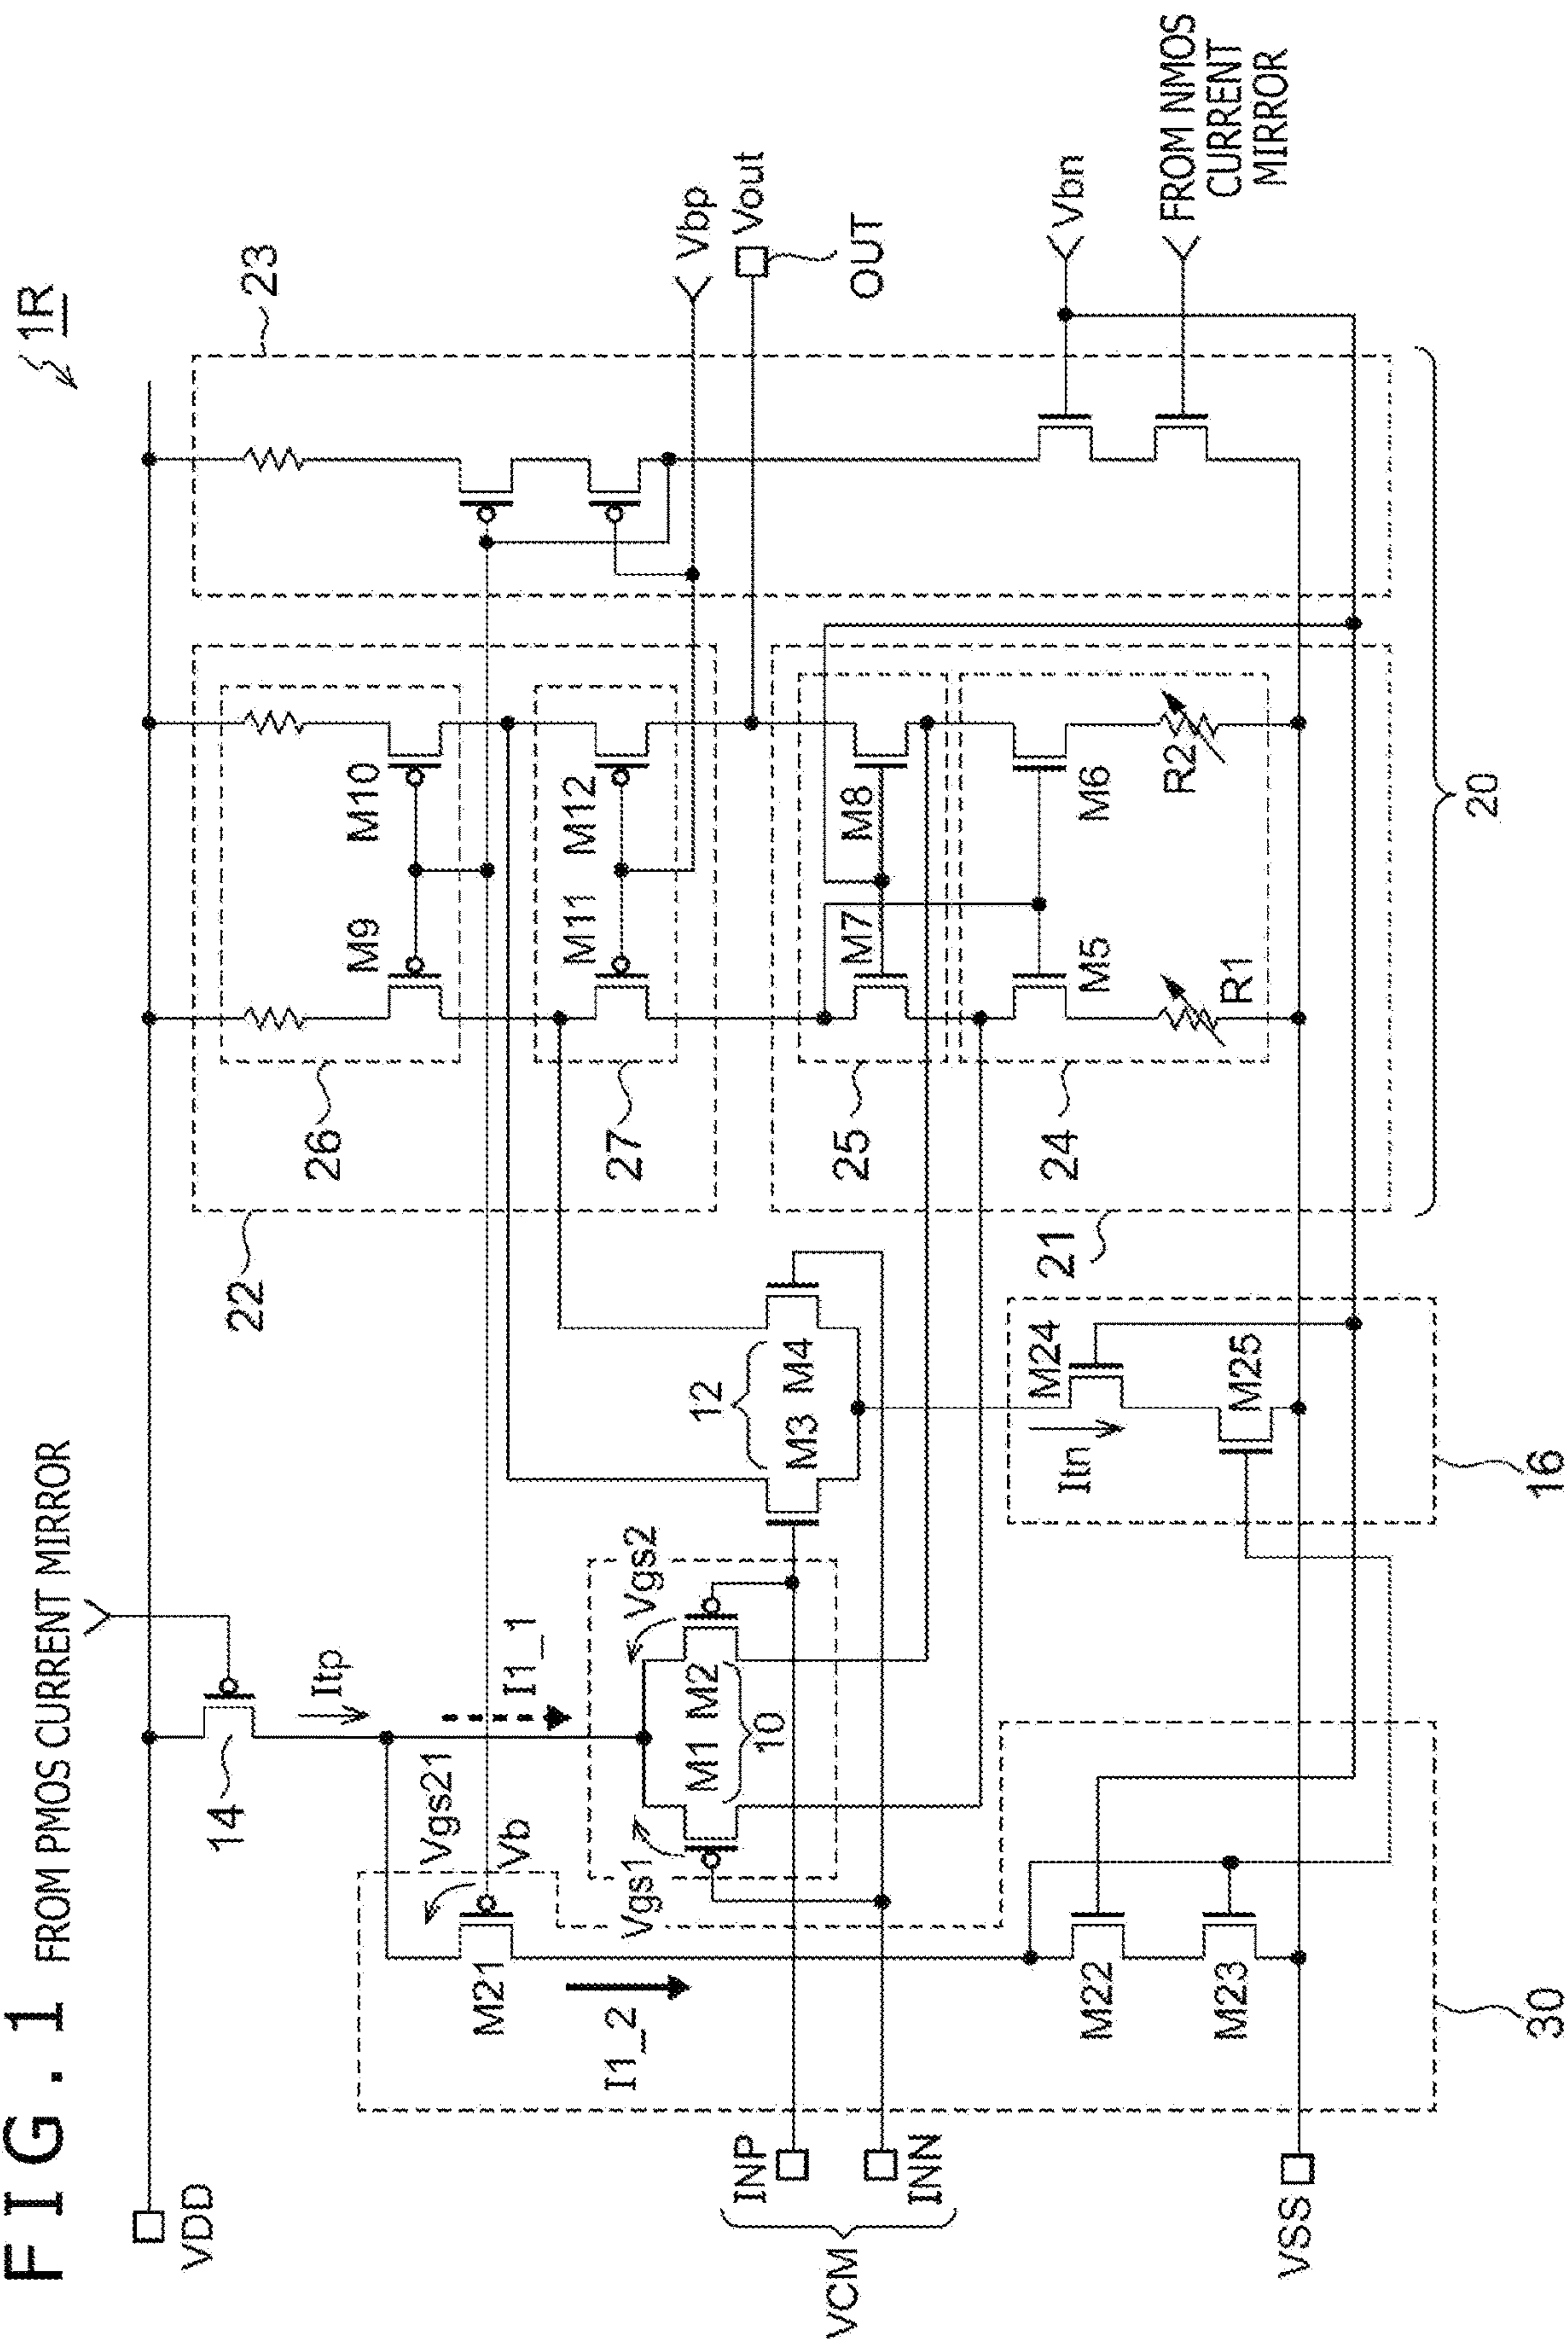 FIG. 1
1R
FROM PMOS CURRENT MIRROR
VDD
14
Itp
23
26
M9
M10
22
Vgs21
Vb
I1_1
M21
I1_2
27
M11
M12
Vbp
Vout
OUT
Vgs1
Vgs2
M1
M2
10
12
M3
M4
INP
INN
VCM
25
M7
M8
24
M5
M6
R1
R2
21
20
Vbn
FROM NMOS
CURRENT
MIRROR
M22
M23
30
Itn
M24
M25
16
VSS